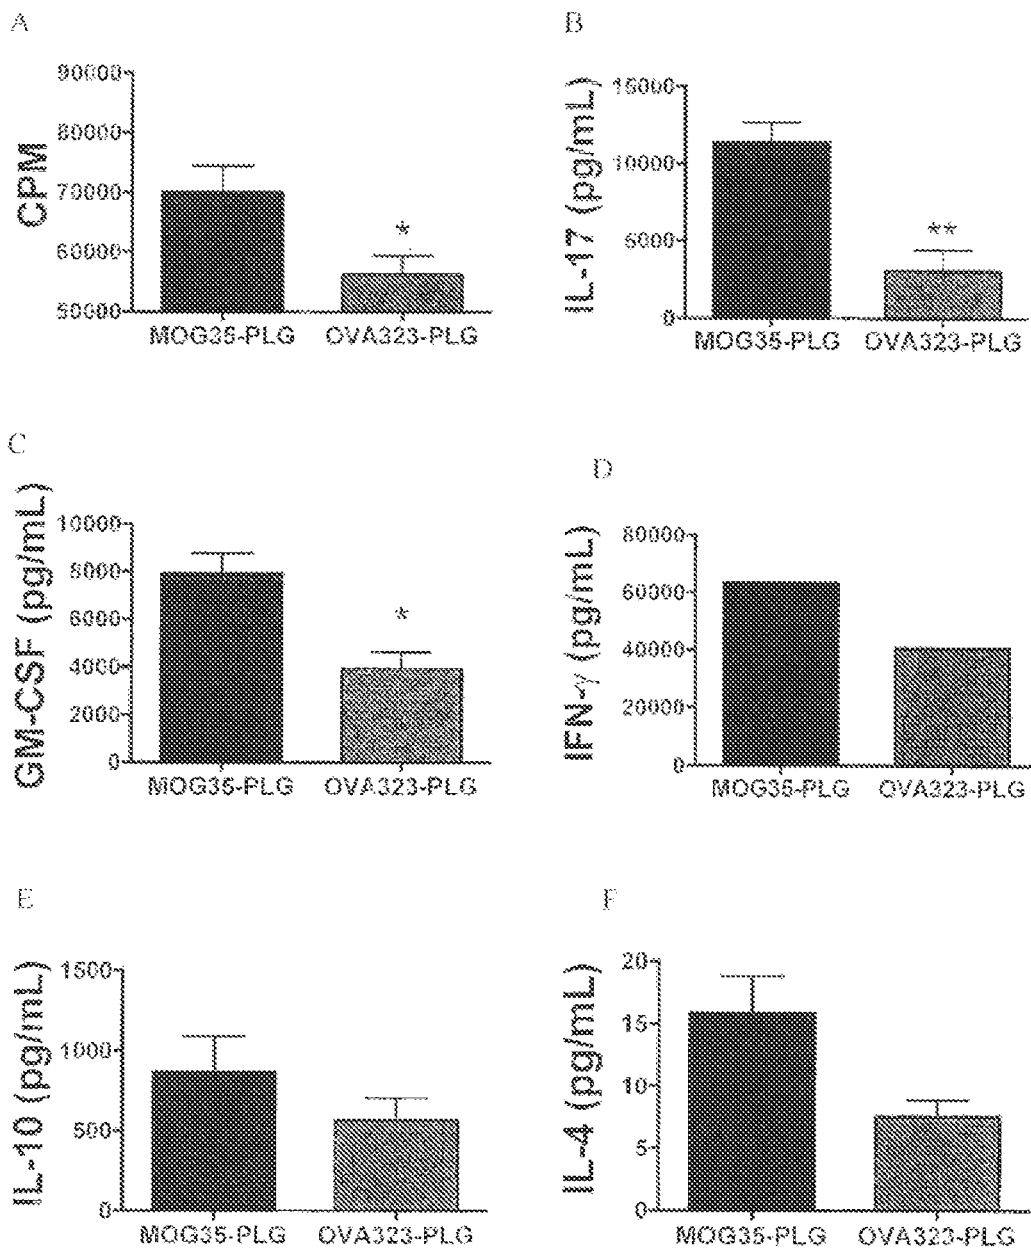 A
CPM
90000
80000
70000
60000
50000
*
MOG35-PLG OVA323-PLG
B
IL-17 (pg/mL)
15000
10000
5000
0
**
MOG35-PLG OVA323-PLG
C
GM-CSF (pg/mL)
10000
8000
6000
4000
2000
0
*
MOG35-PLG OVA323-PLG
D
IFN-γ (pg/mL)
80000
60000
40000
20000
0
MOG35-PLG OVA323-PLG
E
IL-10 (pg/mL)
1500
1000
500
0
MOG35-PLG OVA323-PLG
F
IL-4 (pg/mL)
20
15
10
5
0
MOG35-PLG OVA323-PLG